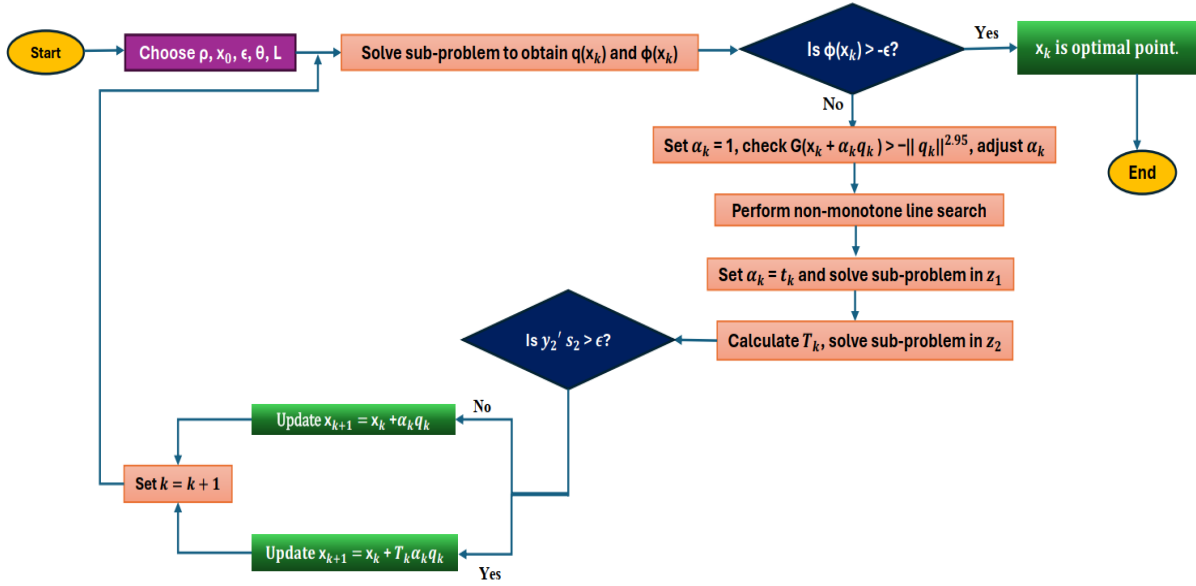 Start
Choose ρ, x₀, ϵ, θ, L
Solve sub-problem to obtain q(xₖ) and ϕ(xₖ)
Is ϕ(xₖ) > -ϵ?
Yes
xₖ is optimal point.
No
Set αₖ = 1, check G(xₖ + αₖqₖ) > −|| qₖ||^2.95, adjust αₖ
End
Perform non-monotone line search
Set αₖ = tₖ and solve sub-problem in z₁
Is y₂′ s₂ > ϵ?
Calculate Tₖ, solve sub-problem in z₂
No
Update xₖ₊₁ = xₖ +αₖqₖ
Set k = k + 1
Update xₖ₊₁ = xₖ + Tₖαₖqₖ
Yes